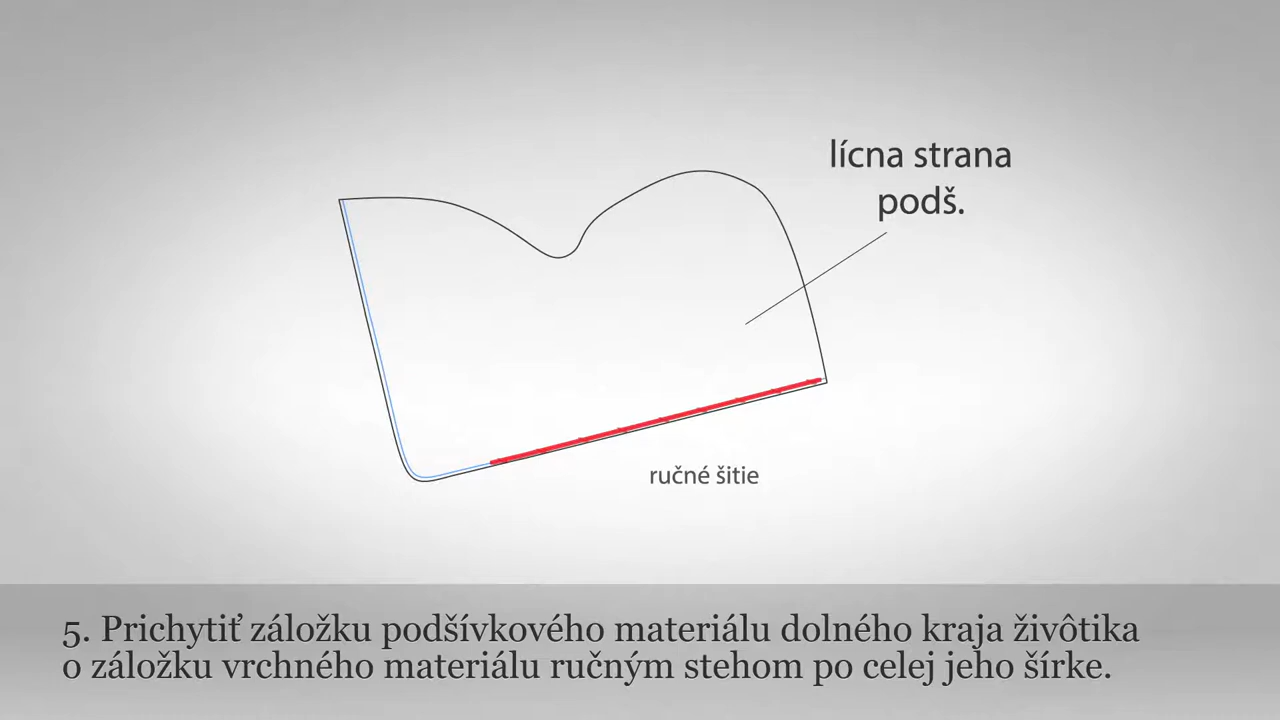 lícna strana
podš.
ručné šitie
5. Prichytiť záložku podšívkového materiálu dolného kraja živôtika
o záložku vrchného materiálu ručným stehom po celej jeho šírke.